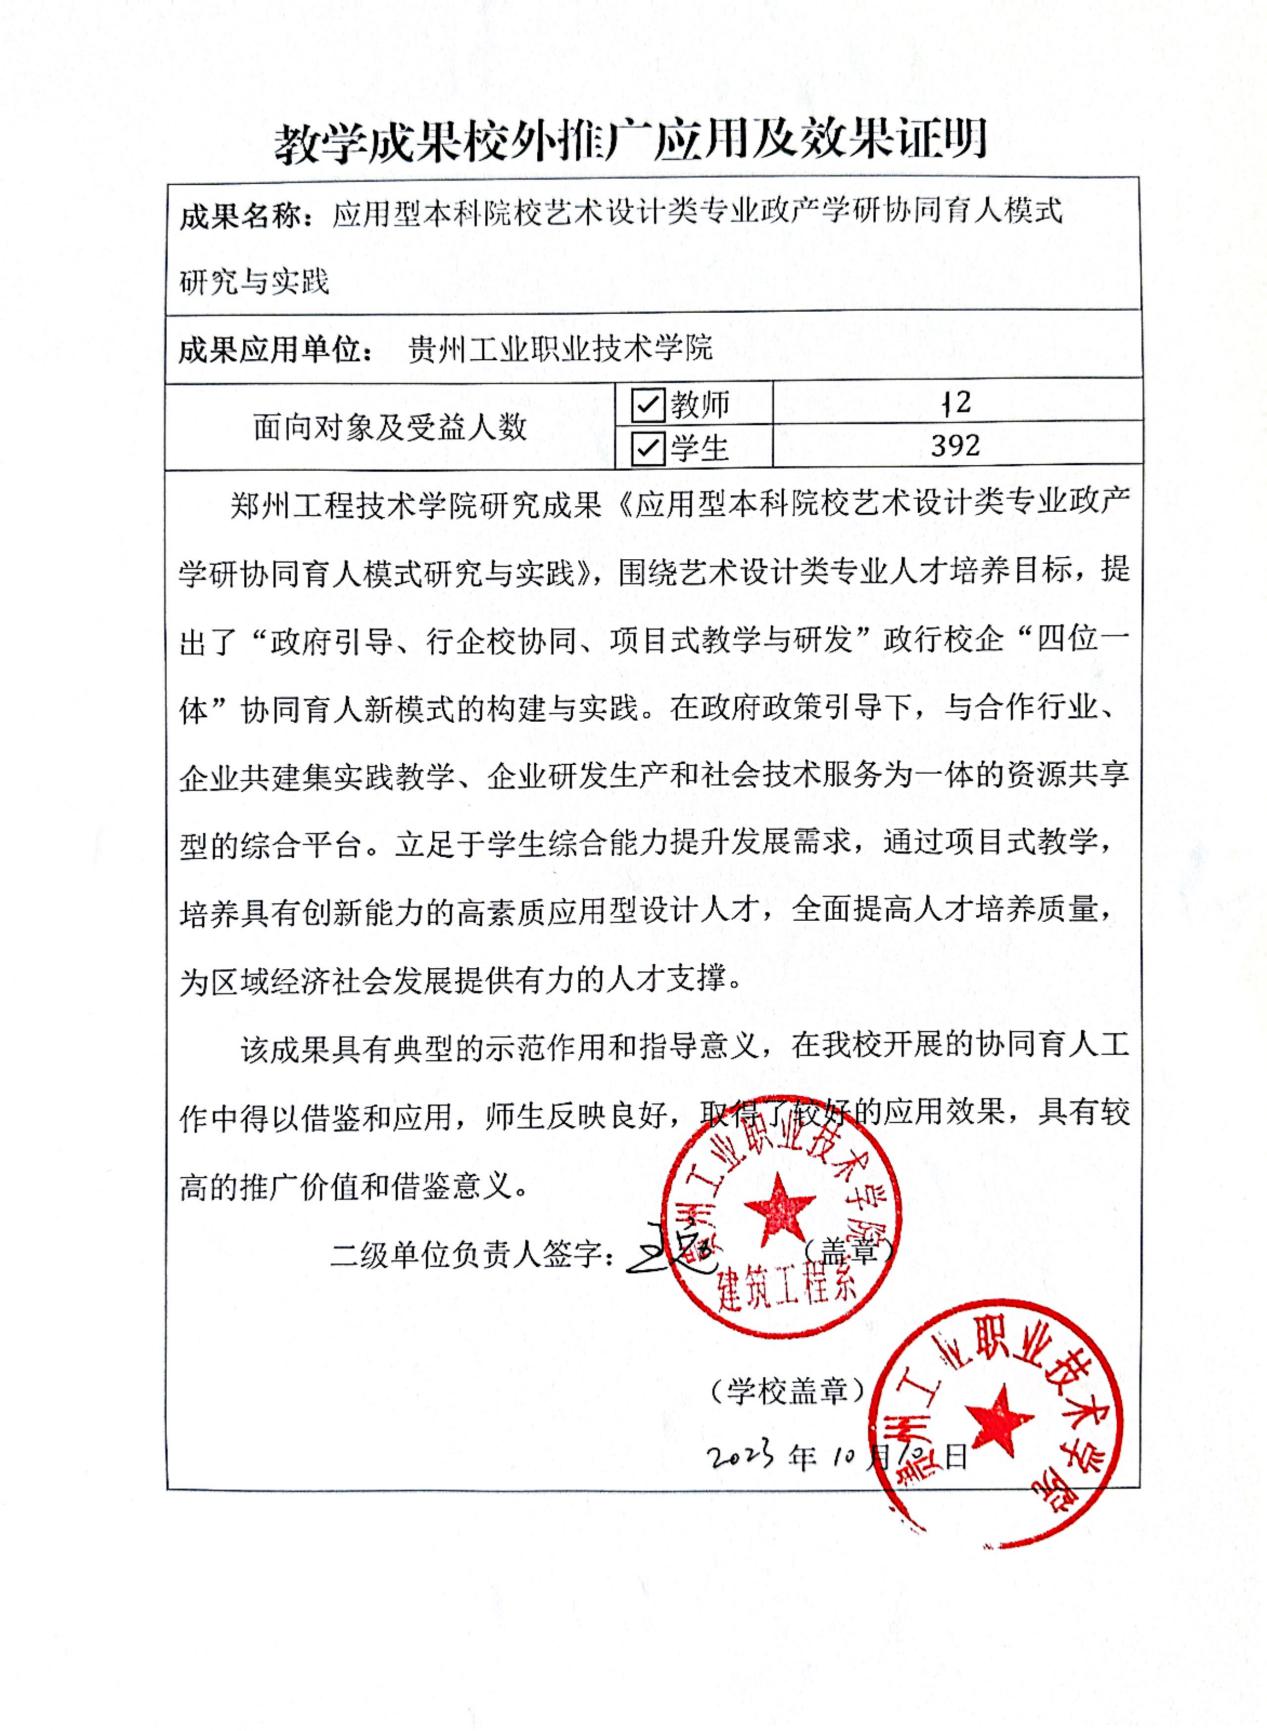 教学成果校外推广应用及效果证明
成果名称：应用型本科院校艺术设计类专业政产学研协同育人模式
研究与实践
成果应用单位： 贵州工业职业技术学院
面向对象及受益人数
☑教师 12
☑学生 392
郑州工程技术学院研究成果《应用型本科院校艺术设计类专业政产
学研协同育人模式研究与实践》，围绕艺术设计类专业人才培养目标，提
出了“政府引导、行企校协同、项目式教学与研发”政行校企“四位一
体”协同育人新模式的构建与实践。在政府政策引导下，与合作行业、
企业共建集实践教学、企业研发生产和社会技术服务为一体的资源共享
型的综合平台。立足于学生综合能力提升发展需求，通过项目式教学，
培养具有创新能力的高素质应用型设计人才，全面提高人才培养质量，
为区域经济社会发展提供有力的人才支撑。
该成果具有典型的示范作用和指导意义，在我校开展的协同育人工
作中得以借鉴和应用，师生反映良好，取得了较好的应用效果，具有较
高的推广价值和借鉴意义。
二级单位负责人签字： （盖章）
贵州工业职业技术学院
建筑工程系
（学校盖章）
2023 年 10 月 10 日
贵州工业职业技术学院